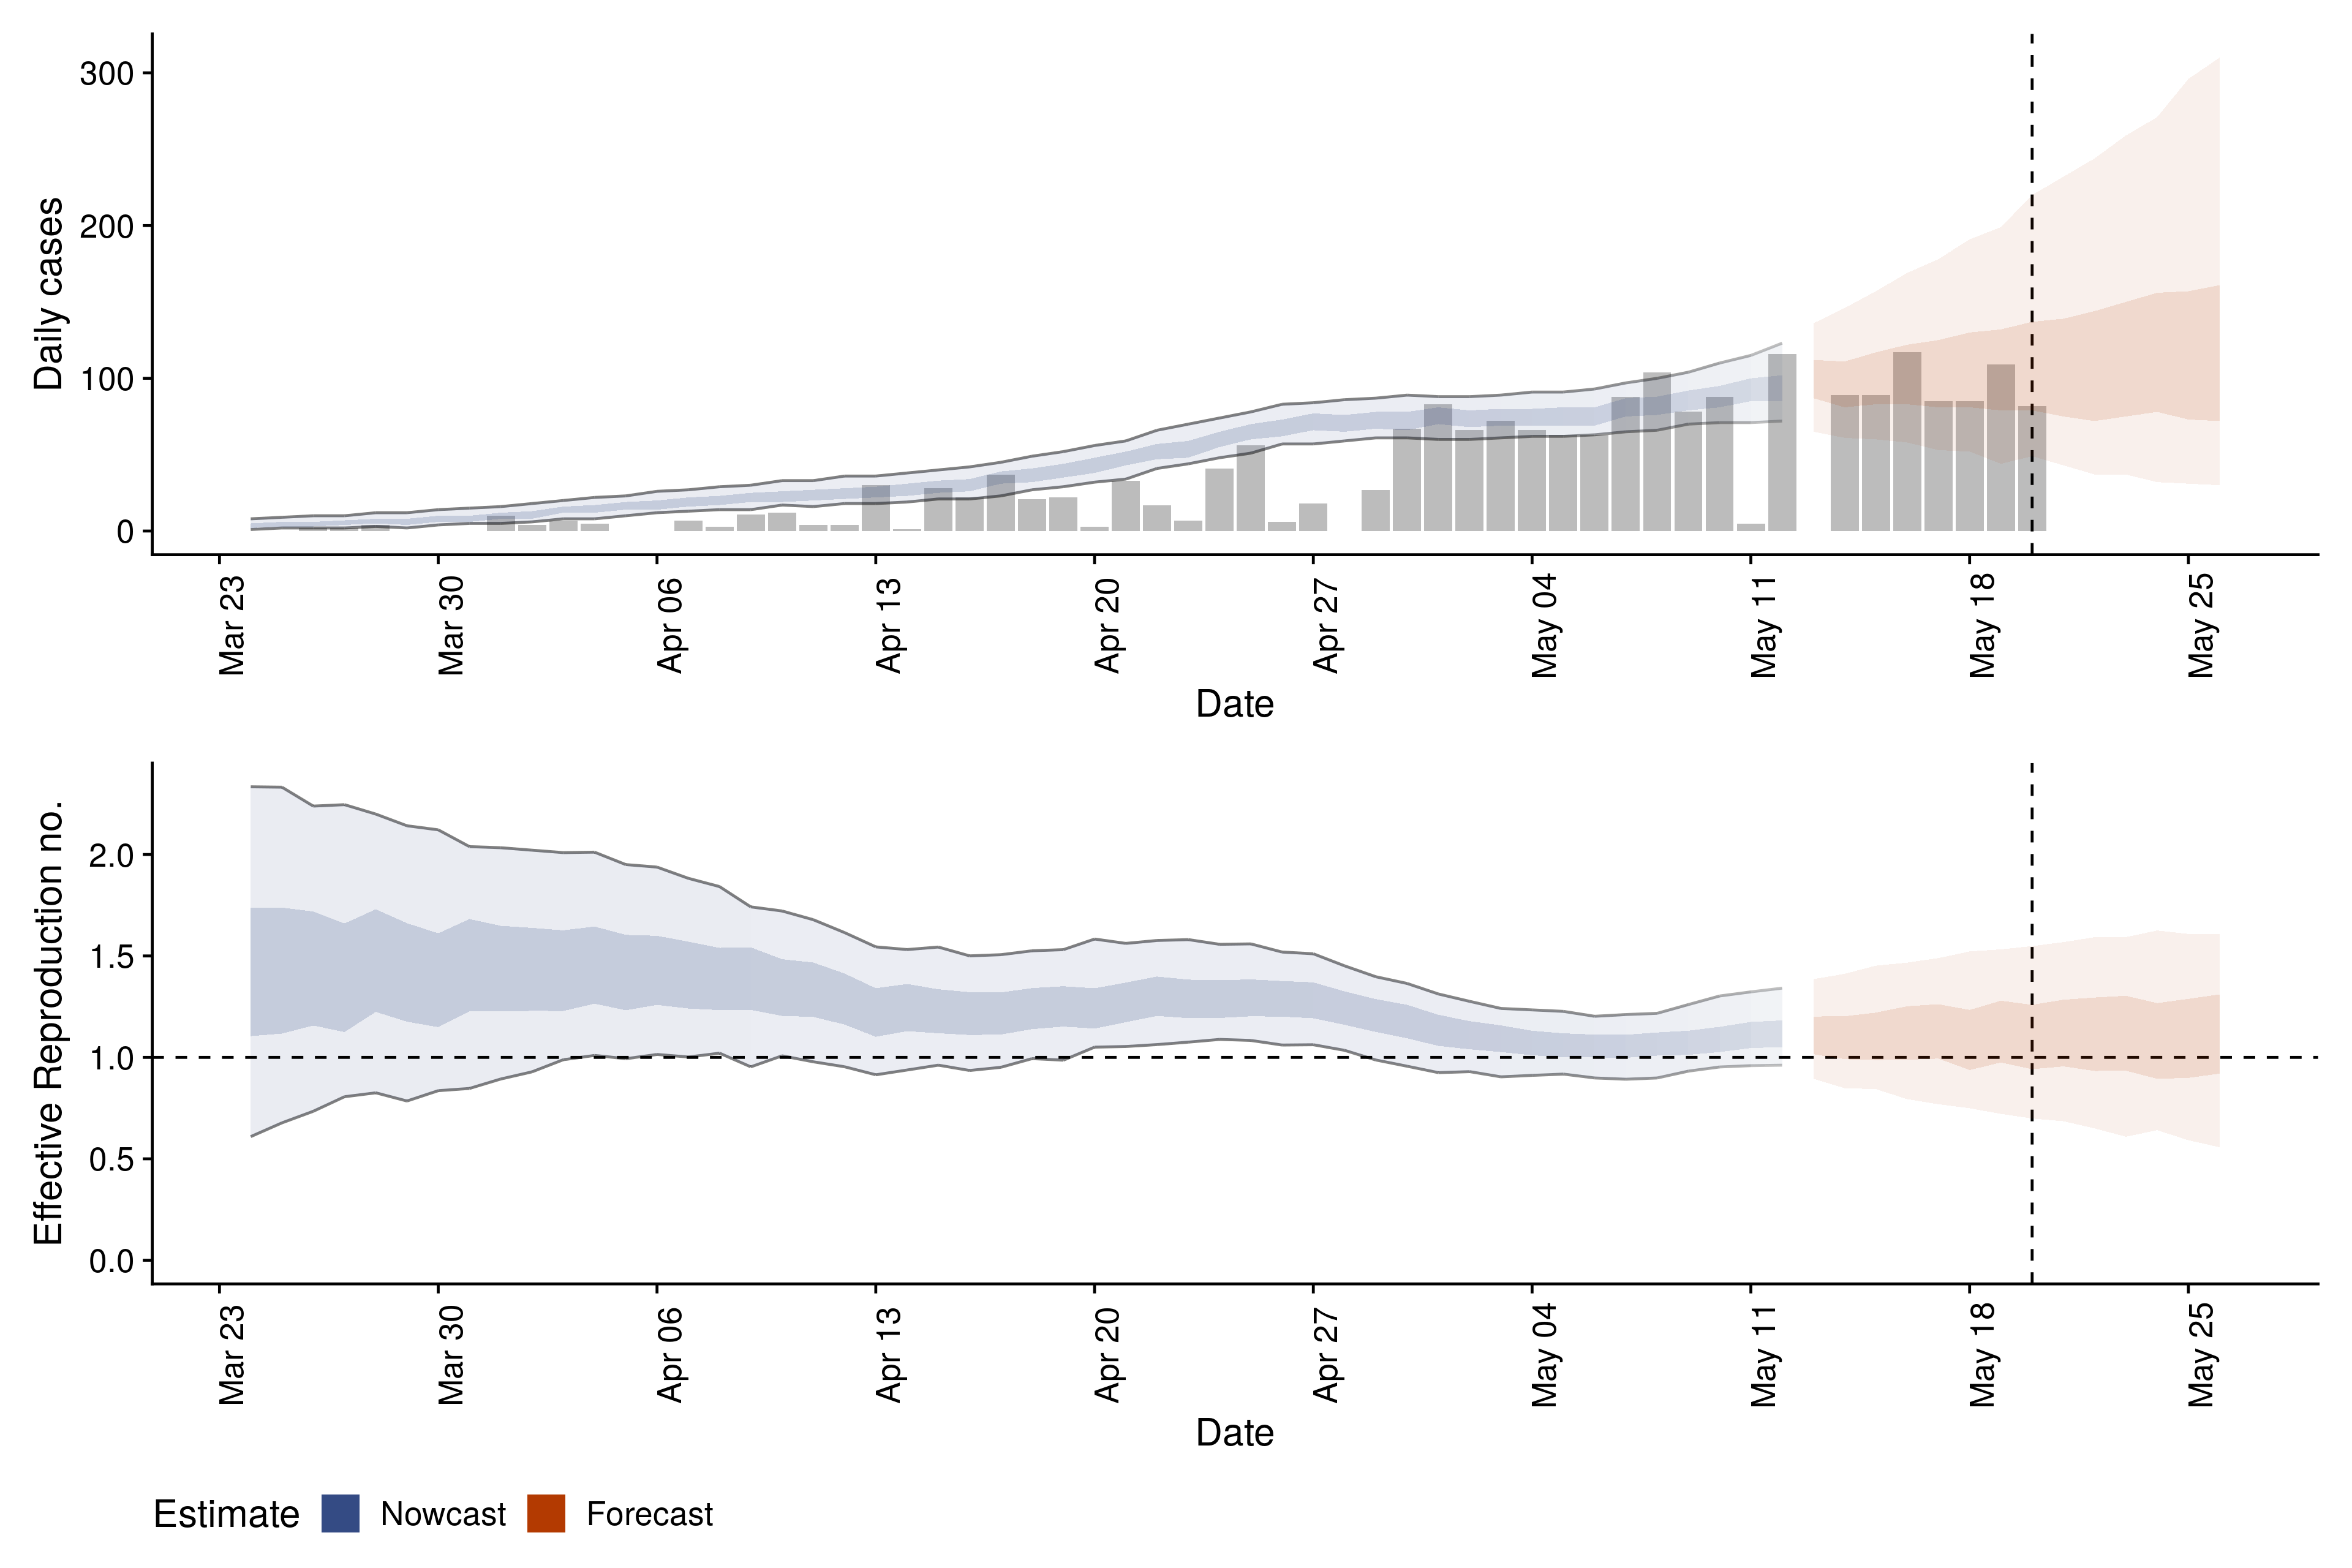 300
200
100
0
Daily cases
Mar 23
Mar 30
Apr 06
Apr 13
Apr 20
Apr 27
May 04
May 11
May 18
May 25
Date
2.0
1.5
1.0
0.5
0.0
Effective Reproduction no.
Mar 23
Mar 30
Apr 06
Apr 13
Apr 20
Apr 27
May 04
May 11
May 18
May 25
Date
Estimate Nowcast Forecast